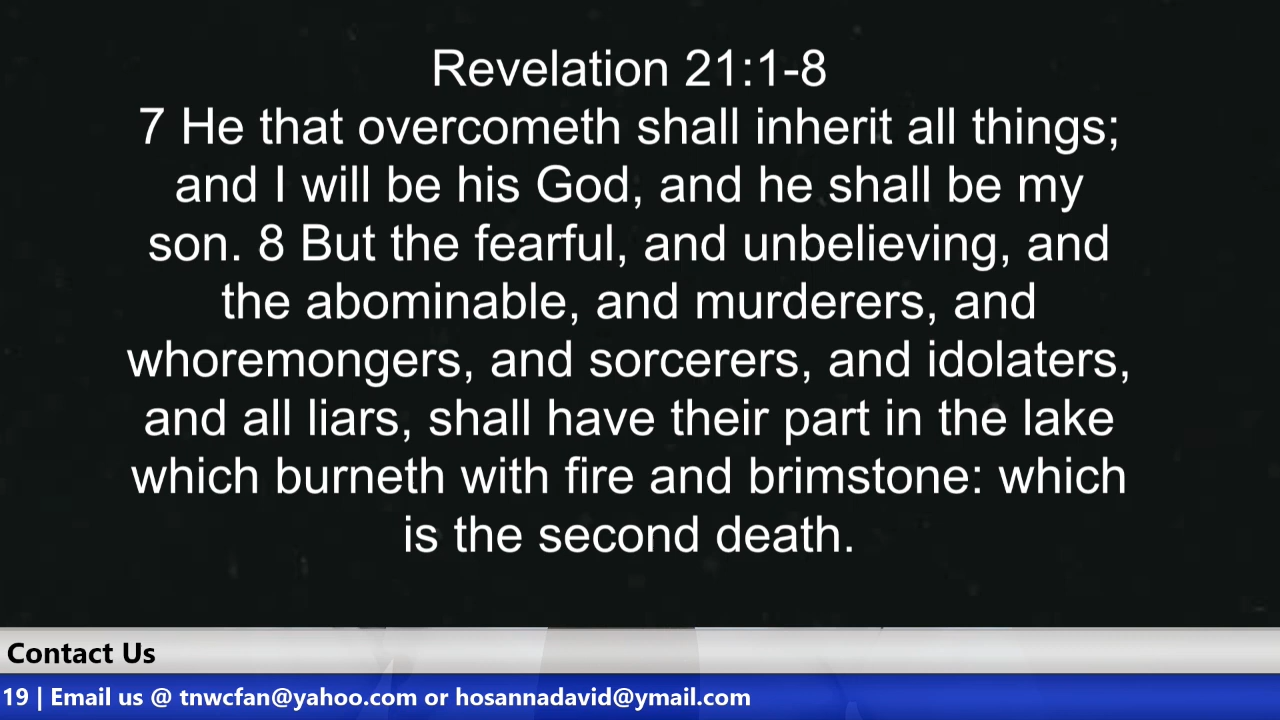 Revelation 21:1-8
7 He that overcometh shall inherit all things;
and I will be his God, and he shall be my
son. 8 But the fearful, and unbelieving, and
the abominable, and murderers, and
whoremongers, and sorcerers, and idolaters,
and all liars, shall have their part in the lake
which burneth with fire and brimstone: which
is the second death.
Contact Us
19 | Email us @ tnwcfan@yahoo.com or hosannadavid@ymail.com